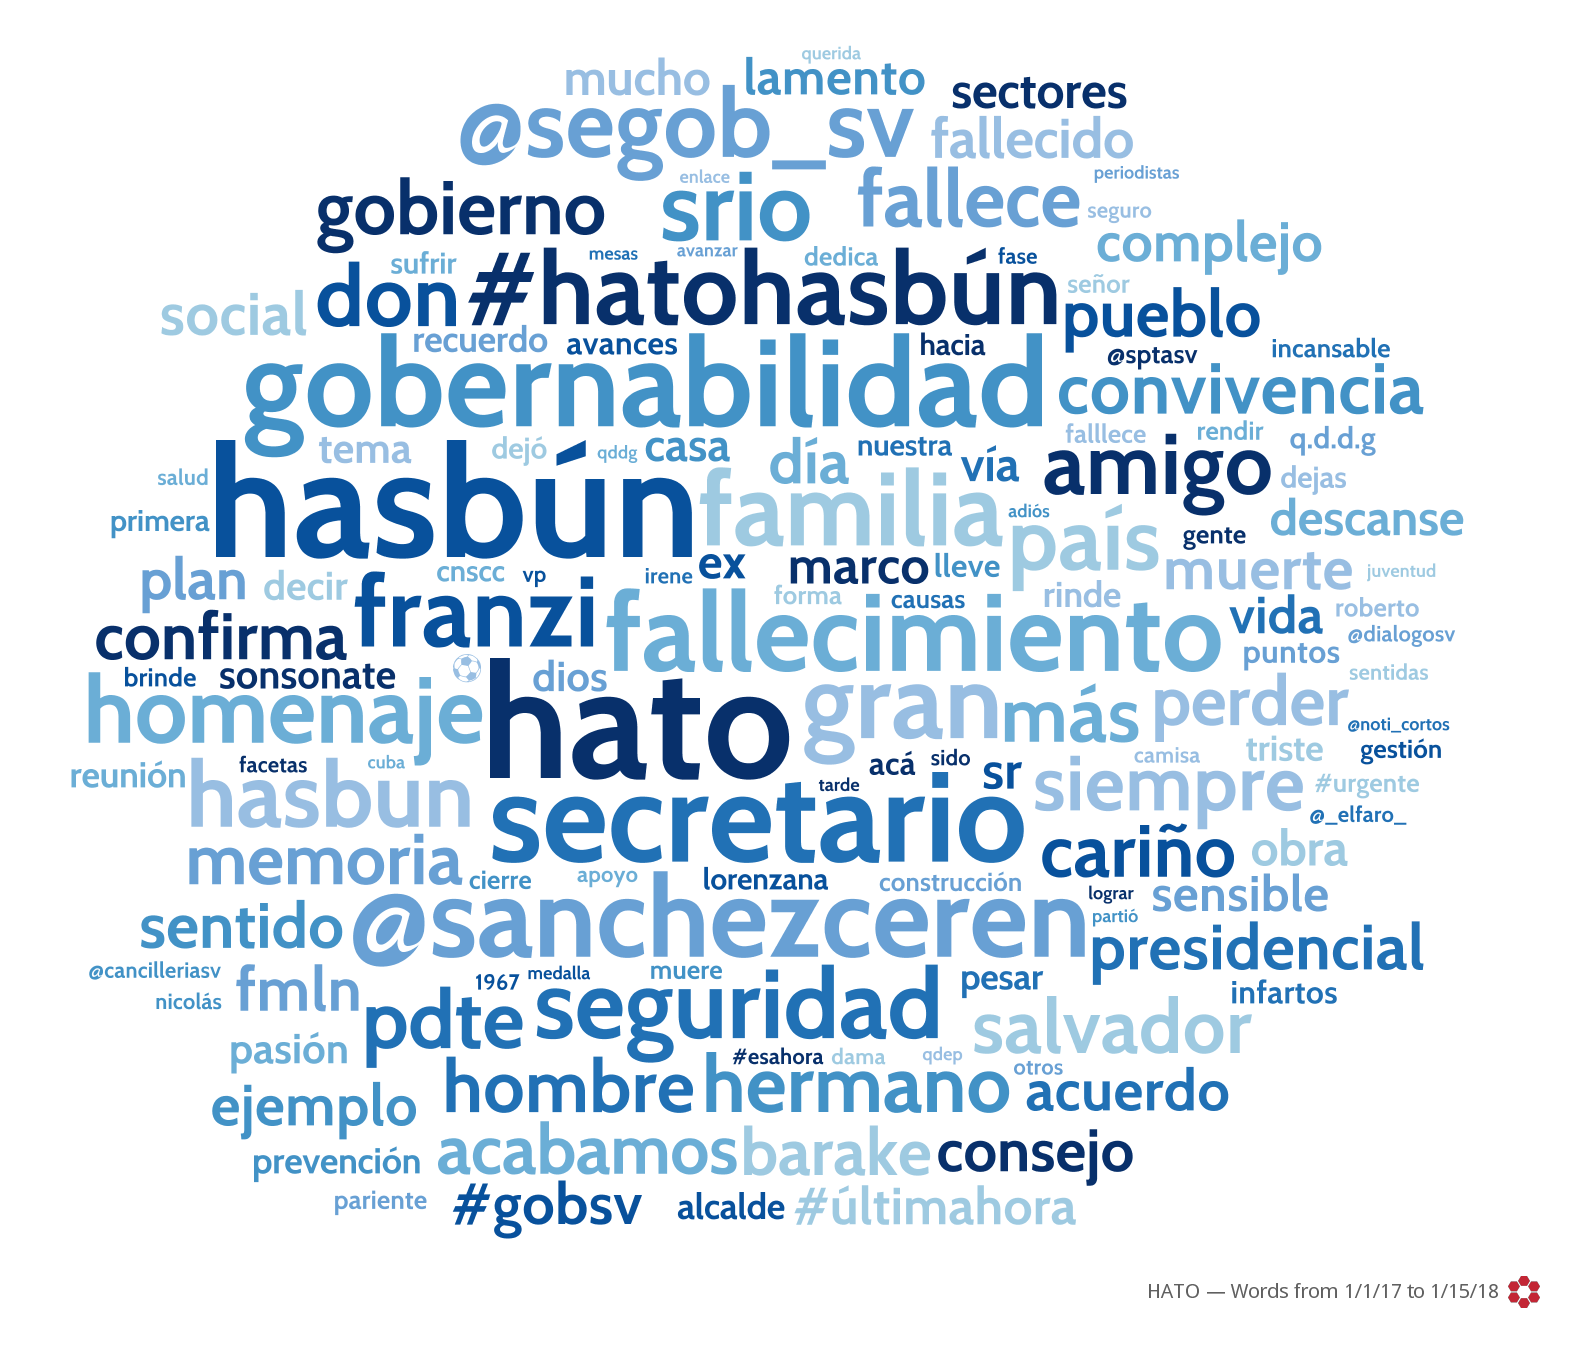 querida
mucho lamento sectores
@segob_sv fallecido
enlace periodistas
gobierno srio fallece seguro
complejo
sufrir mesas avanzar dedica fase
social don #hatohasbún señor pueblo
recuerdo avances hacia @sptasv incansable
gobernabilidad convivencia
tema dejó qddg casa día nuestra vía falllece rendir q.d.d.g
salud hasbún familia amigo dejas
primera adiós país gente descanse
plan decir cnscc vp irene ex marco lleve muerte juventud
franzi forma causas rinde vida roberto
confirma fallecimiento @dialogosv
brinde sonsonate dios puntos sentidas
homenaje hato gran más perder @noti_cortos
reunión facetas cuba acá sido sr camisa triste gestión
hasbun tarde siempre #urgente
secretario @_elfaro_
memoria cariño obra
cierre apoyo lorenzana construcción lograr sensible
sentido @sanchezceren partió presidencial
@cancilleriasv fmln 1967 medalla muere pesar infartos
nicolás pdte seguridad salvador
pasión #esahora dama qdep otros
ejemplo hombre hermano acuerdo
prevención acabamos barake consejo
pariente #gobsv alcalde #últimahora
HATO — Words from 1/1/17 to 1/15/18